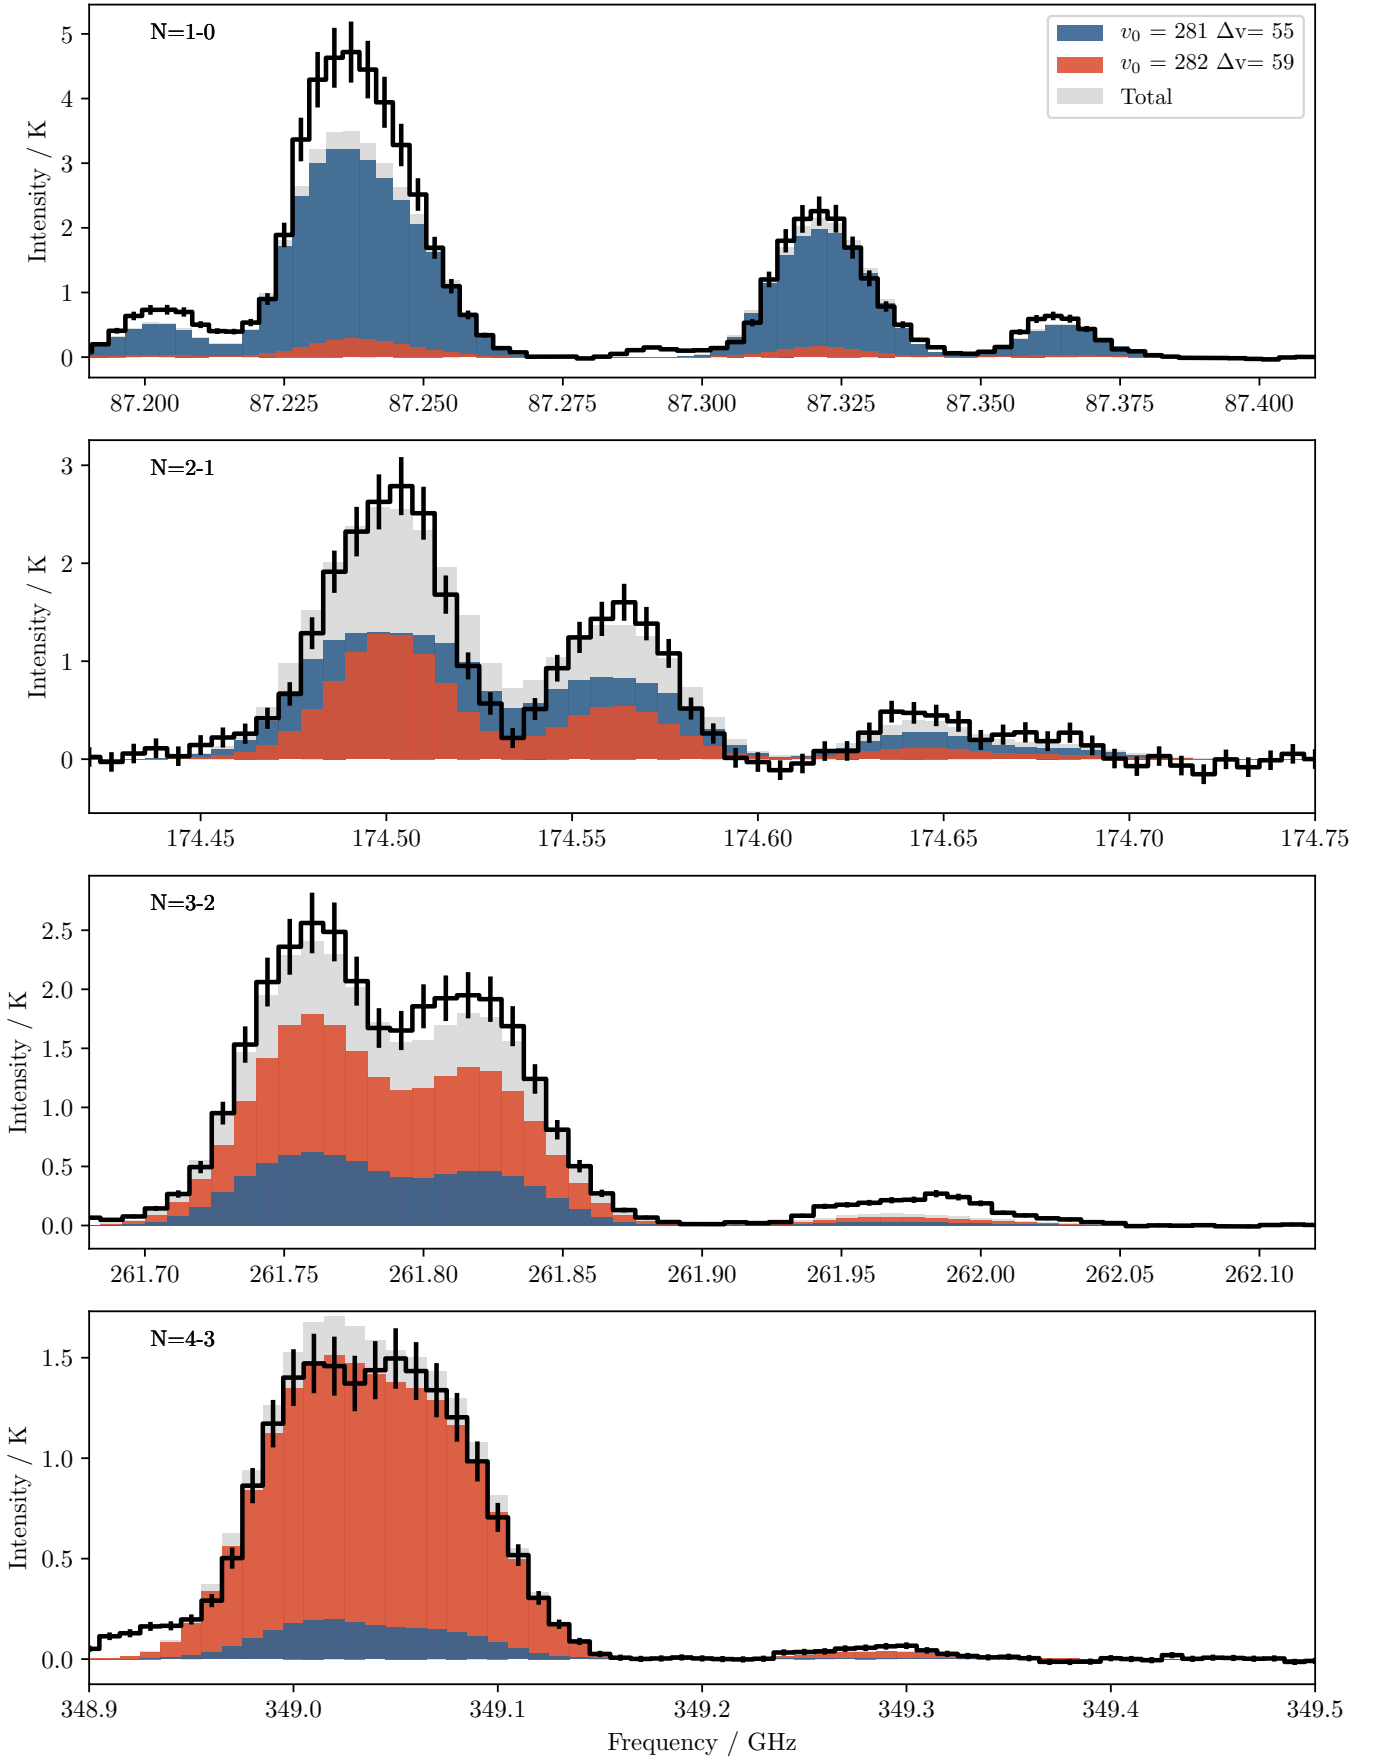 N=1-0
v₀ = 281 Δv= 55
v₀ = 282 Δv= 59
Total
Intensity / K
5
4
3
2
1
0
87.200 87.225 87.250 87.275 87.300 87.325 87.350 87.375 87.400
N=2-1
Intensity / K
3
2
1
0
174.45 174.50 174.55 174.60 174.65 174.70 174.75
N=3-2
Intensity / K
2.5
2.0
1.5
1.0
0.5
0.0
261.70 261.75 261.80 261.85 261.90 261.95 262.00 262.05 262.10
N=4-3
Intensity / K
1.5
1.0
0.5
0.0
348.9 349.0 349.1 349.2 349.3 349.4 349.5
Frequency / GHz